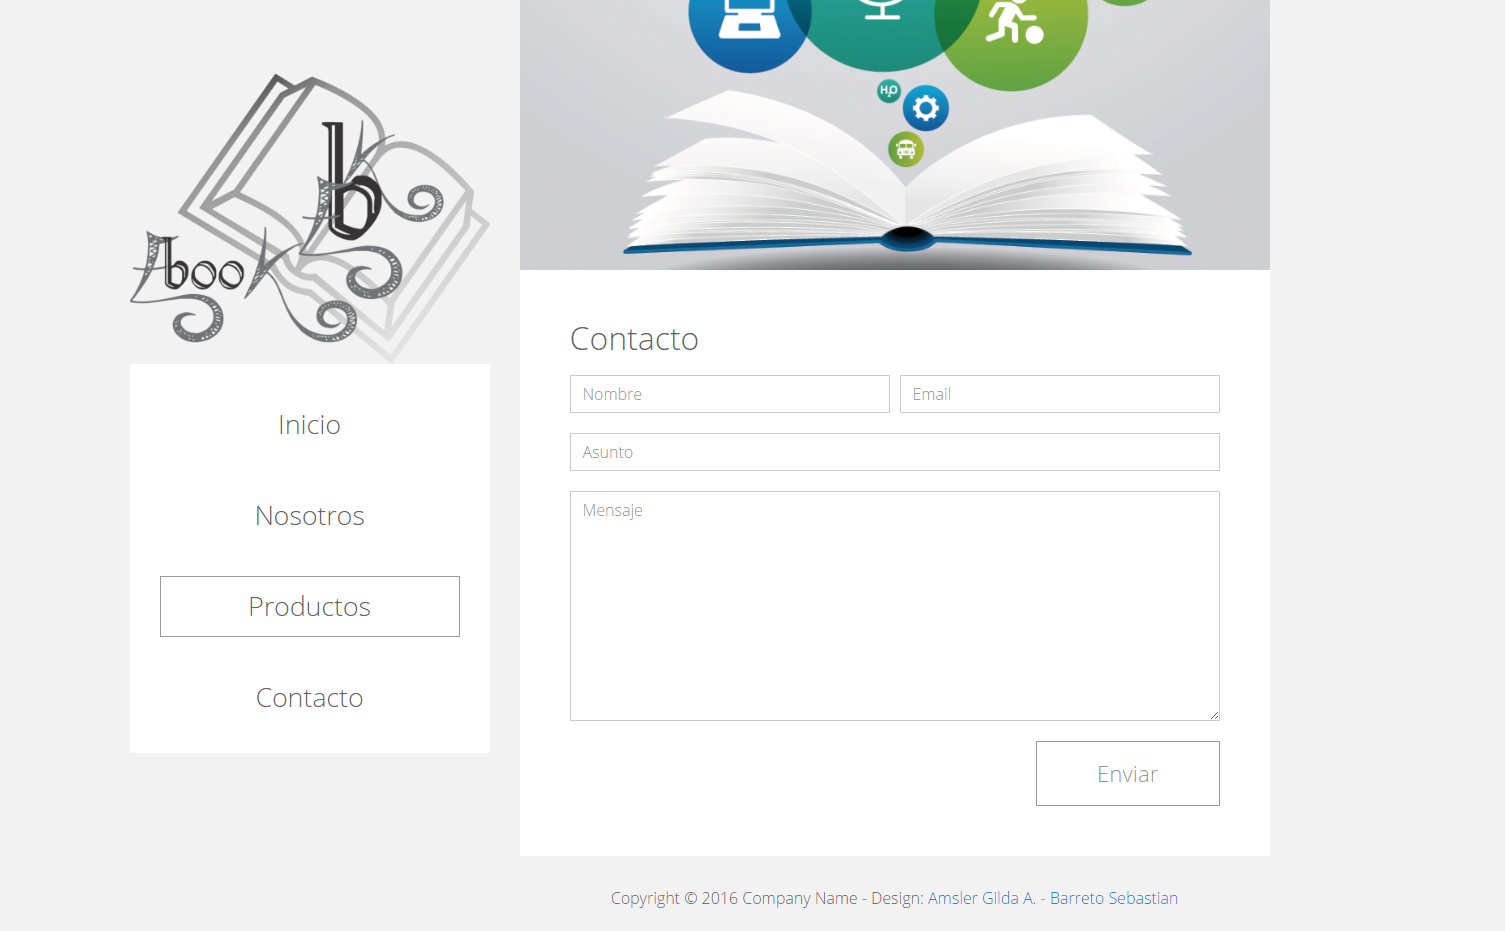 H₂O
b
book
Inicio
Nosotros
Productos
Contacto
Contacto
Nombre
Email
Asunto
Mensaje
Enviar
Copyright © 2016 Company Name - Design: Amsler Gilda A. - Barreto Sebastian